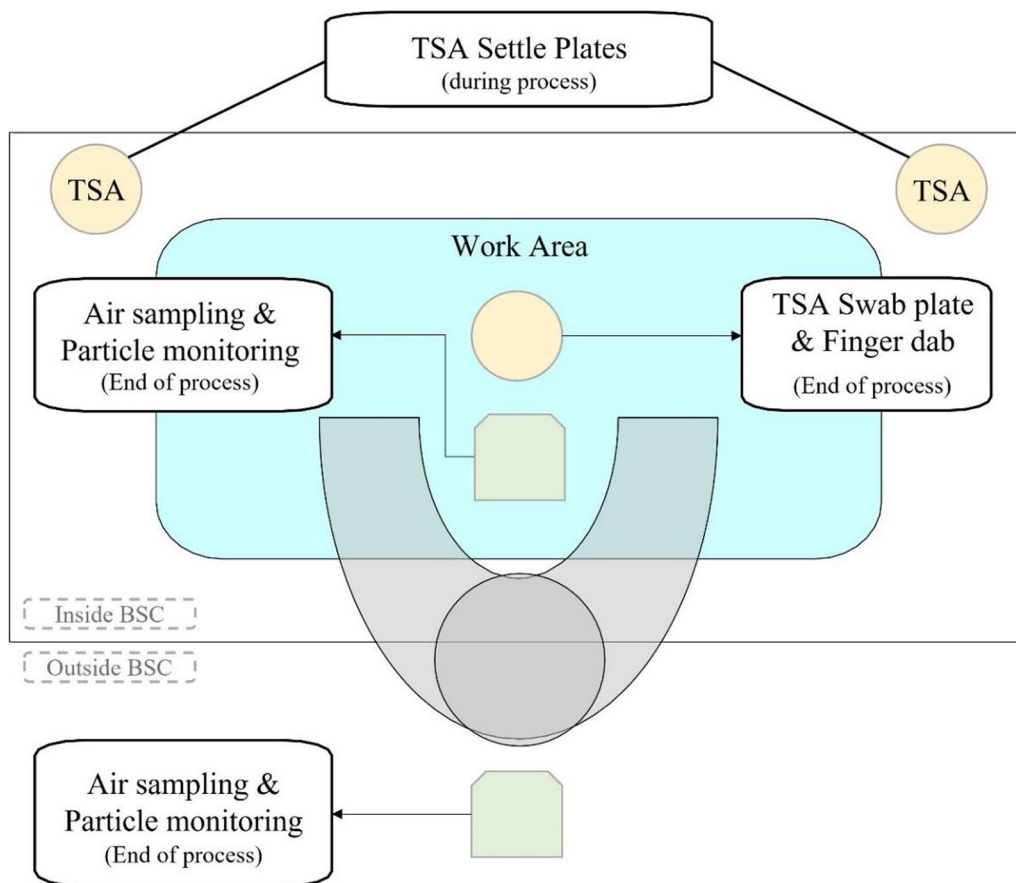 TSA Settle Plates
(during process)
TSA
TSA
Work Area
Air sampling &
Particle monitoring
(End of process)
TSA Swab plate
& Finger dab
(End of process)
Inside BSC
Outside BSC
Air sampling &
Particle monitoring
(End of process)